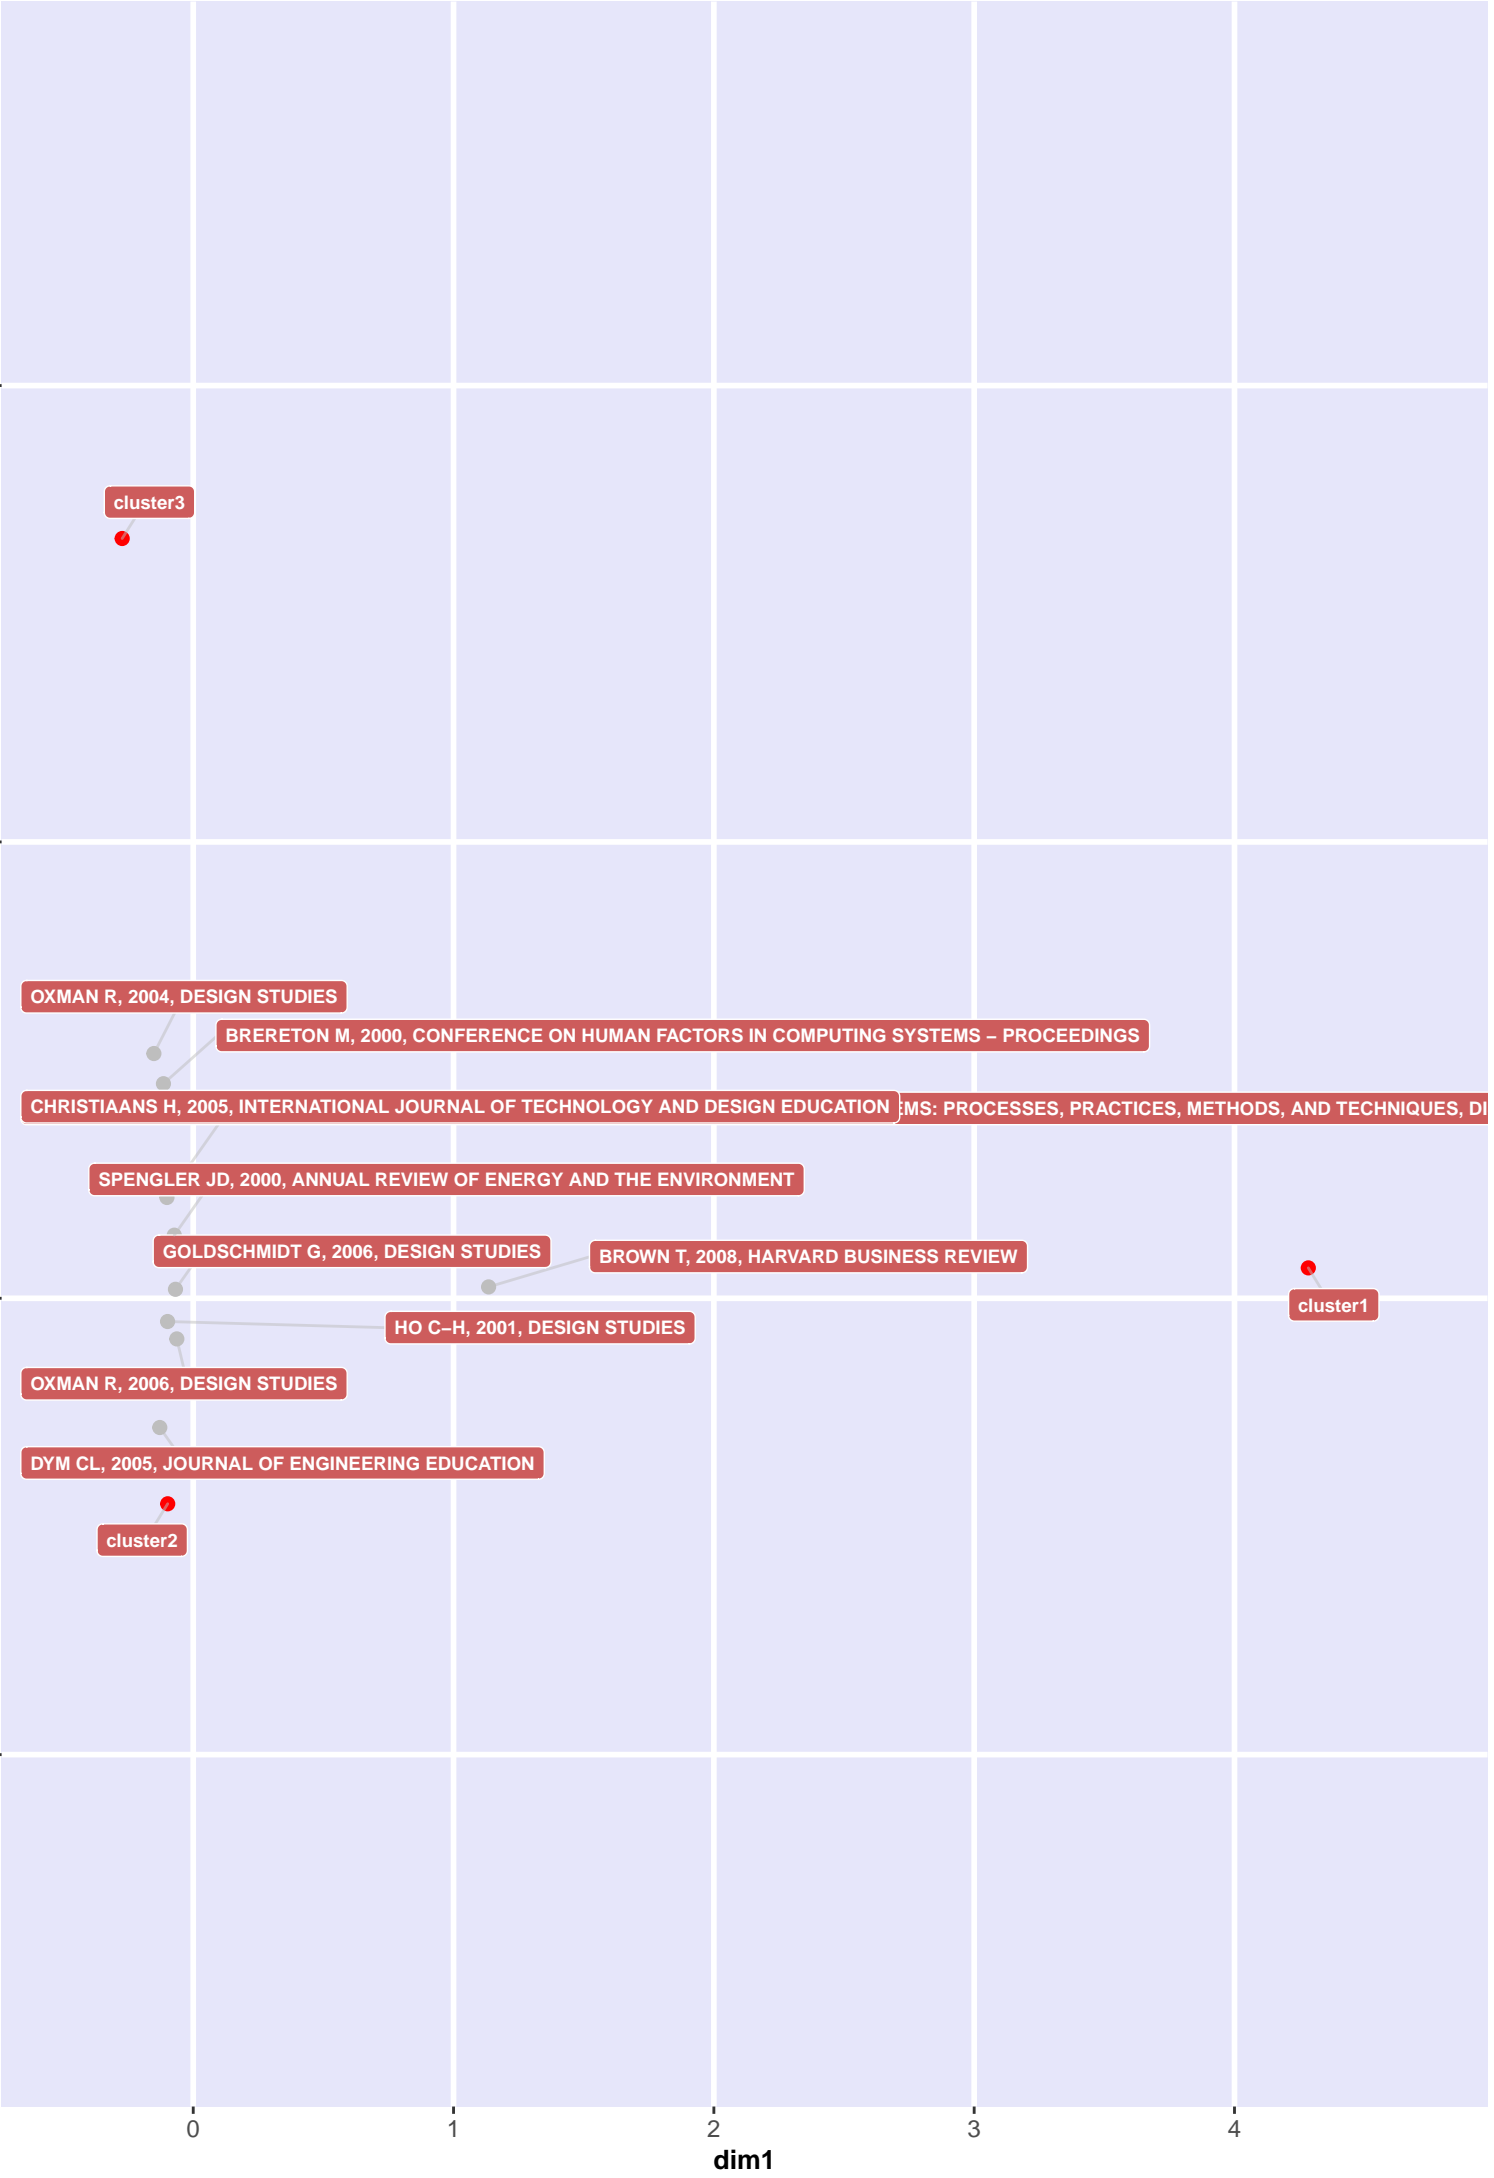 cluster3
OXMAN R, 2004, DESIGN STUDIES
BRERETON M, 2000, CONFERENCE ON HUMAN FACTORS IN COMPUTING SYSTEMS – PROCEEDINGS
CHRISTIAANS H, 2005, INTERNATIONAL JOURNAL OF TECHNOLOGY AND DESIGN EDUCATION
PROCESSES, PRACTICES, METHODS, AND TECHNIQUES,
SPENGLER JD, 2000, ANNUAL REVIEW OF ENERGY AND THE ENVIRONMENT
GOLDSCHMIDT G, 2006, DESIGN STUDIES
BROWN T, 2008, HARVARD BUSINESS REVIEW
cluster1
HO C–H, 2001, DESIGN STUDIES
OXMAN R, 2006, DESIGN STUDIES
DYM CL, 2005, JOURNAL OF ENGINEERING EDUCATION
cluster2
0 1 2 3 4
dim1